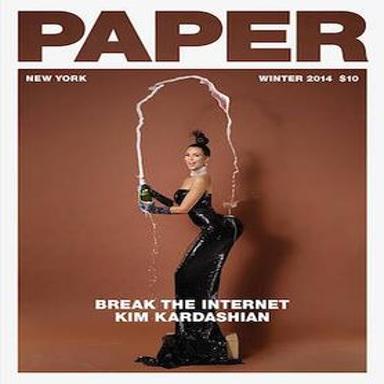 PAPER
NEW YORK
WINTER 2014 $10
BREAK THE INTERNET
KIM KARDASHIAN